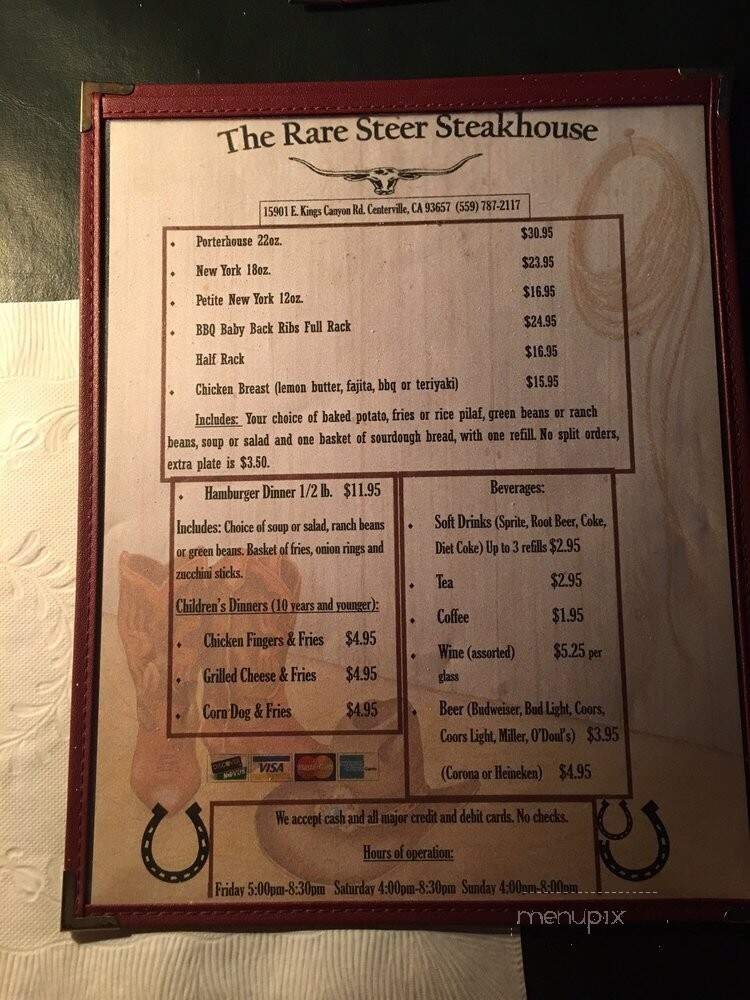 The Rare Steer Steakhouse
15901 E. Kings Canyon Rd. Centerville, CA 93657 (559) 787-2117
• Porterhouse 22oz. $30.95
• New York 18oz. $23.95
• Petite New York 12oz. $16.95
• BBQ Baby Back Ribs Full Rack $24.95
Half Rack $16.95
• Chicken Breast (lemon butter, fajita, bbq or teriyaki) $15.95
Includes: Your choice of baked potato, fries or rice pilaf, green beans or ranch
beans, soup or salad and one basket of sourdough bread, with one refill. No split orders,
extra plate is $3.50.
• Hamburger Dinner 1/2 lb. $11.95
Includes: Choice of soup or salad, ranch beans
or green beans. Basket of fries, onion rings and
zucchini sticks.
Children's Dinners (10 years and younger):
• Chicken Fingers & Fries $4.95
• Grilled Cheese & Fries $4.95
• Corn Dog & Fries $4.95
Beverages:
• Soft Drinks (Sprite, Root Beer, Coke,
Diet Coke) Up to 3 refills $2.95
• Tea $2.95
• Coffee $1.95
• Wine (assorted) $5.25 per
glass
• Beer (Budweiser, Bud Light, Coors,
Coors Light, Miller, O'Doul's) $3.95
(Corona or Heineken) $4.95
DISCOVER VISA MasterCard
We accept cash and all major credit and debit cards. No checks.
Hours of operation:
Friday 5:00pm-8:30pm Saturday 4:00pm-8:30pm Sunday 4:00pm-8:00pm
menupix